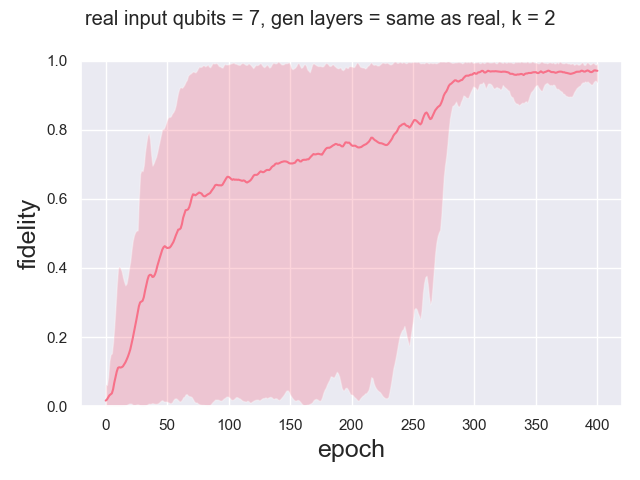 real input qubits = 7, gen layers = same as real, k = 2
1.0
0.8
0.6
0.4
0.2
0.0
fidelity
0 50 100 150 200 250 300 350 400
epoch